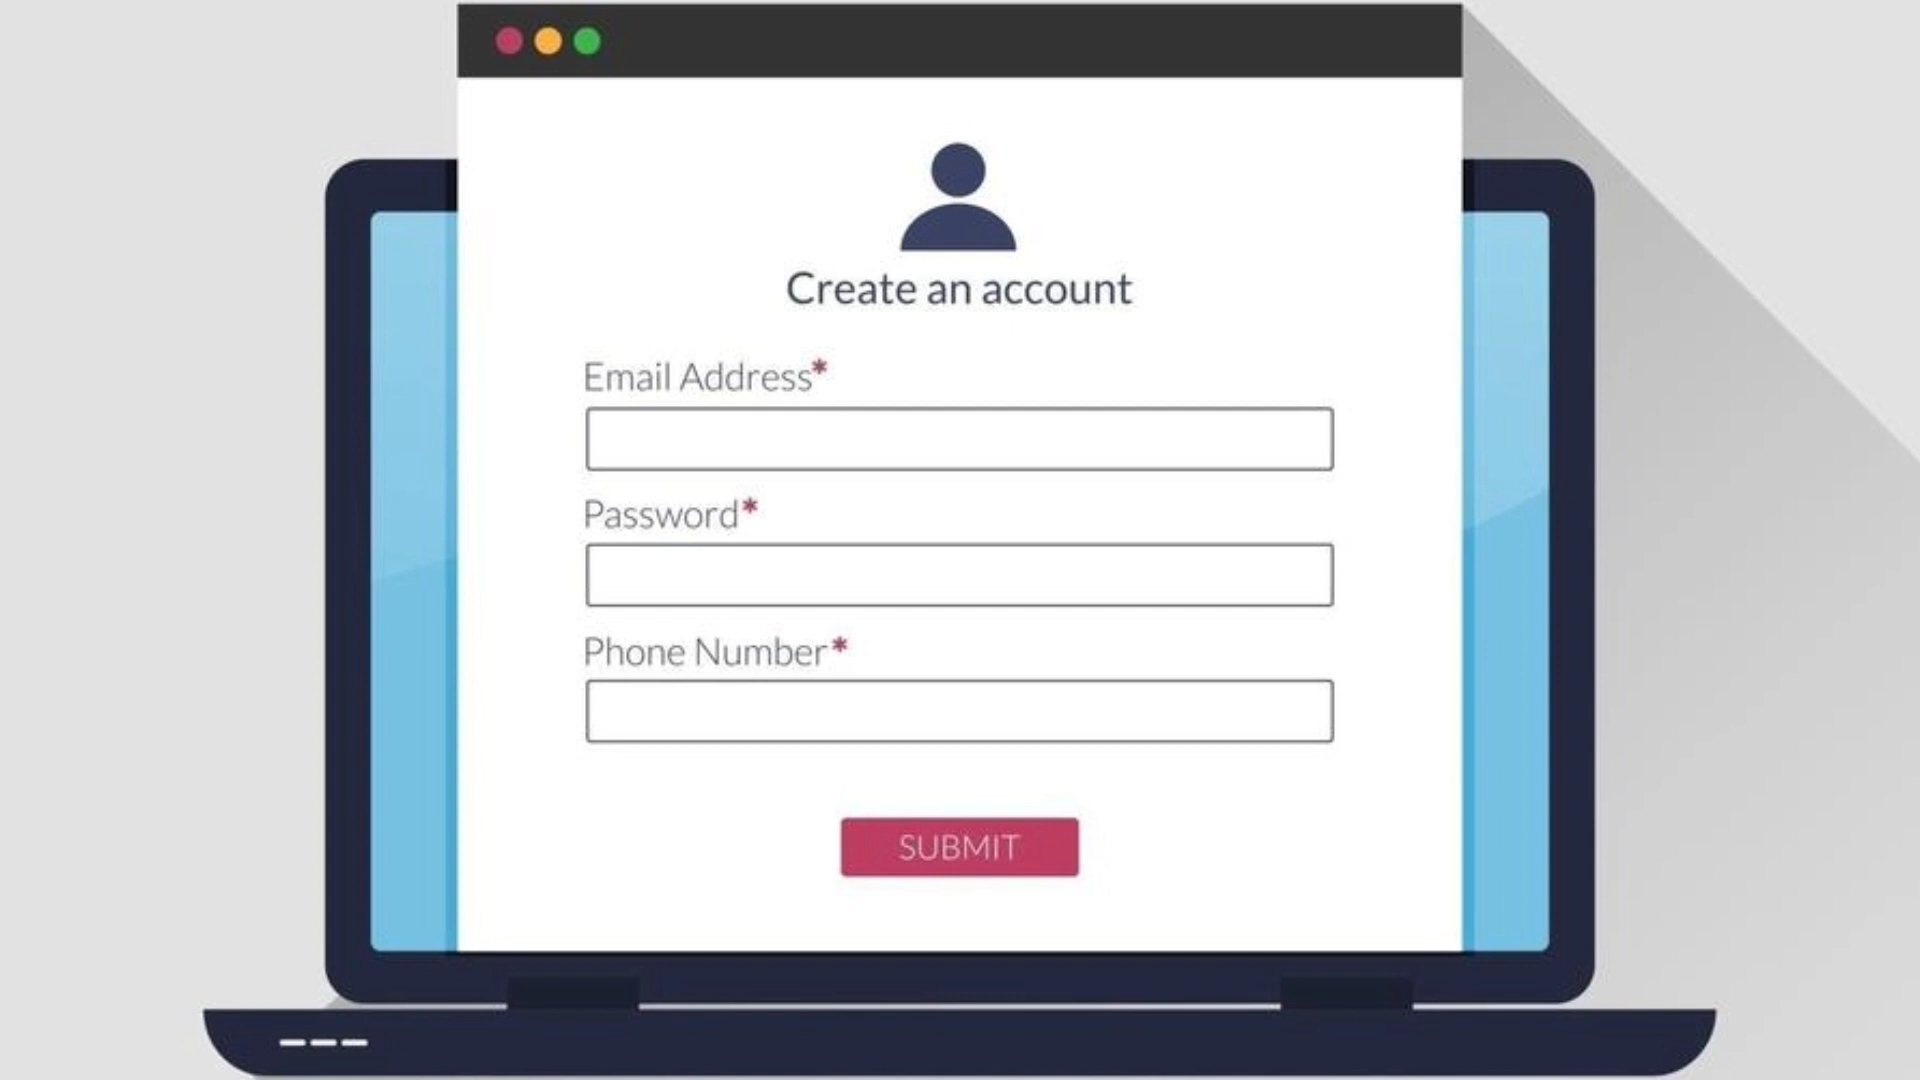 Create an account
Email Address*
Password*
Phone Number*
SUBMIT